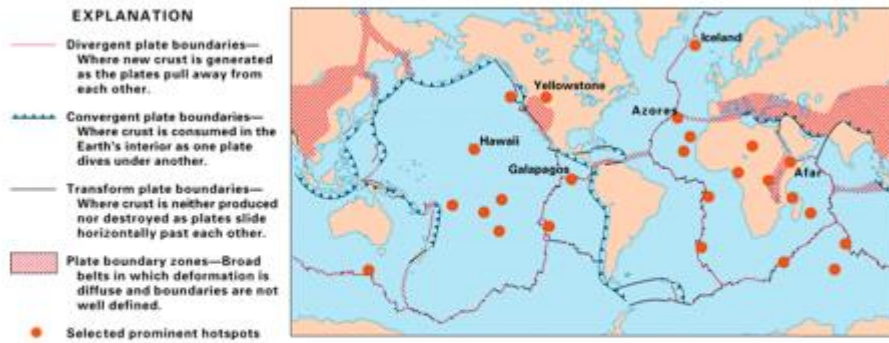 EXPLANATION
Divergent plate boundaries—
Where new crust is generated
as the plates pull away from
each other.
Convergent plate boundaries—
Where crust is consumed in the
Earth's interior as one plate
dives under another.
Transform plate boundaries—
Where crust is neither produced
nor destroyed as plates slide
horizontally past each other.
Plate boundary zones—Broad
belts in which deformation is
diffuse and boundaries are not
well defined.
Selected prominent hotspots
Iceland
Yellowstone
Azores
Hawaii
Galapagos
Afar